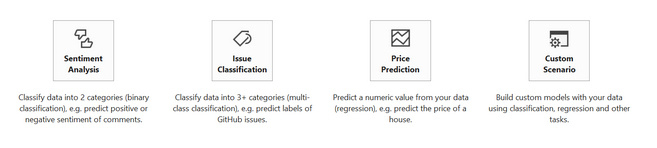 Sentiment
Analysis
Classify data into 2 categories (binary
classification), e.g. predict positive or
negative sentiment of comments.
Issue
Classification
Classify data into 3+ categories (multi-
class classification), e.g. predict labels of
GitHub issues.
Price
Prediction
Predict a numeric value from your data
(regression), e.g. predict the price of a
house.
Custom
Scenario
Build custom models with your data
using classification, regression and other
tasks.